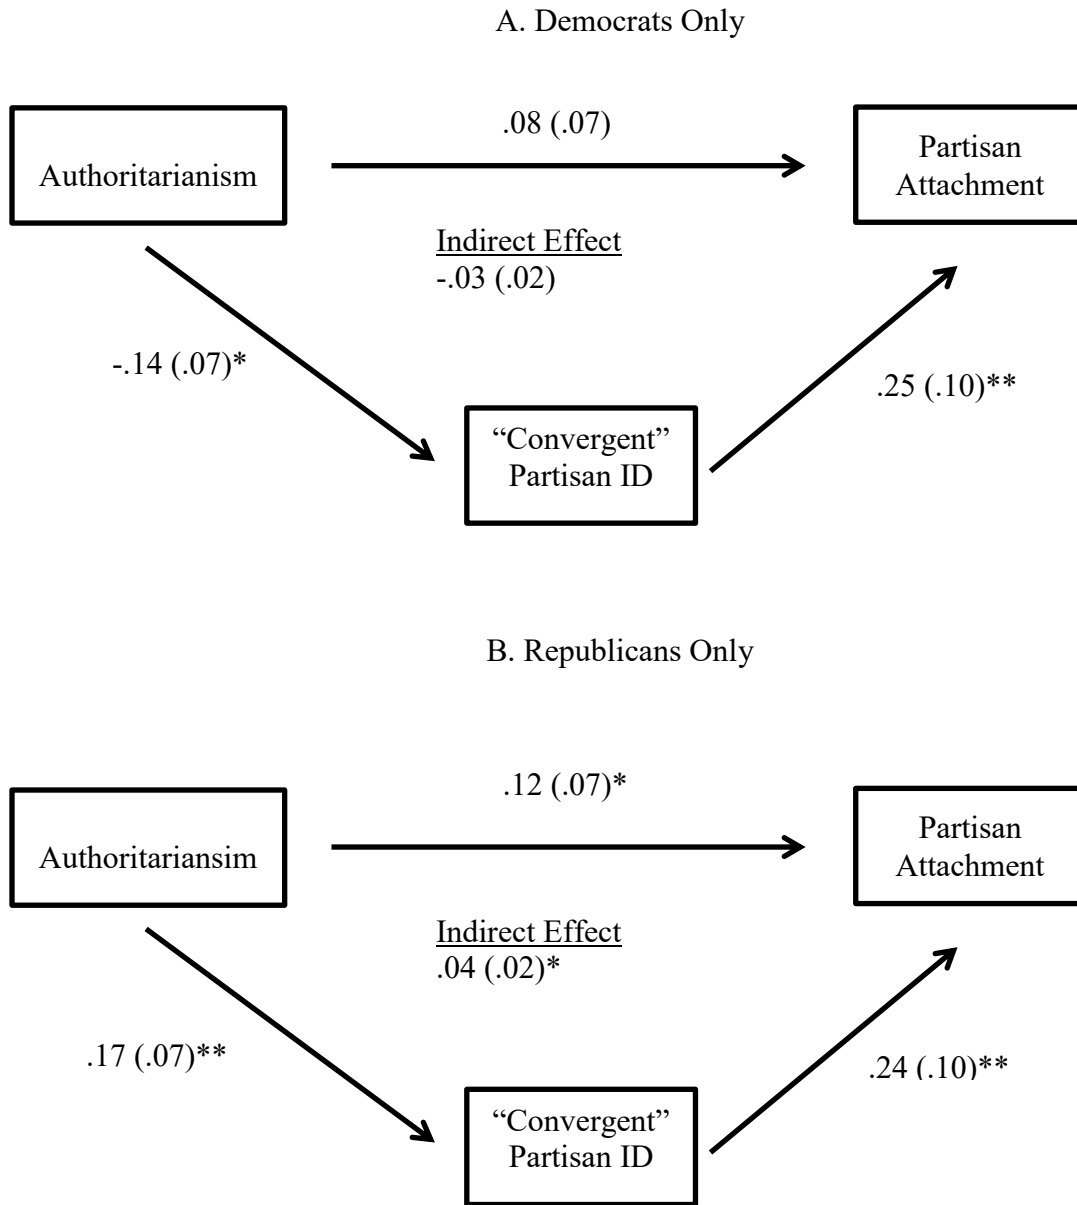 A. Democrats Only
.08 (.07)
Authoritarianism
Partisan
Attachment
Indirect Effect
-.03 (.02)
-.14 (.07)*
.25 (.10)**
“Convergent”
Partisan ID
B. Republicans Only
.12 (.07)*
Authoritariansim
Partisan
Attachment
Indirect Effect
.04 (.02)*
.17 (.07)**
.24 (.10)**
“Convergent”
Partisan ID